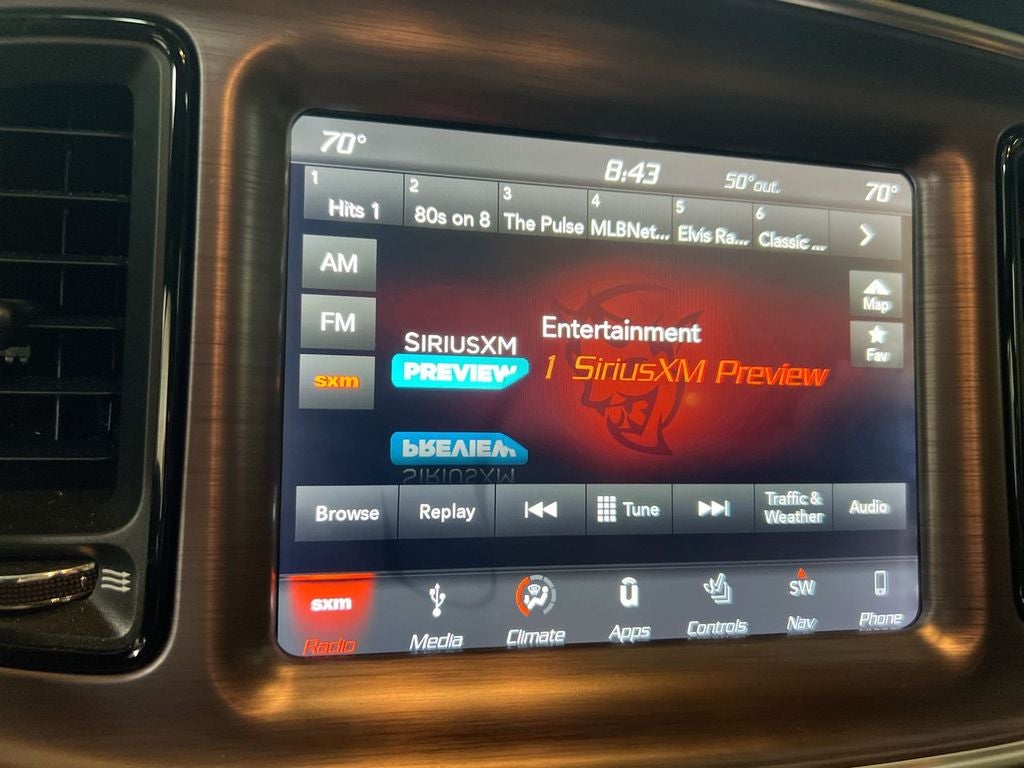 70°
8:43
50° out.
70°
1 Hits 1
2 80s on 8
3 The Pulse
4 MLBNet...
5 Elvis Ra...
6 Classic ...
AM
FM
sxm
Map
Fav
SIRIUSXM
PREVIEW
Entertainment
1 SiriusXM Preview
PREVIEW
SIRIUSXM
Browse
Replay
Tune
Traffic &
Weather
Audio
sxm
Radio
Media
Climate
Apps
Controls
SW
Nav
Phone